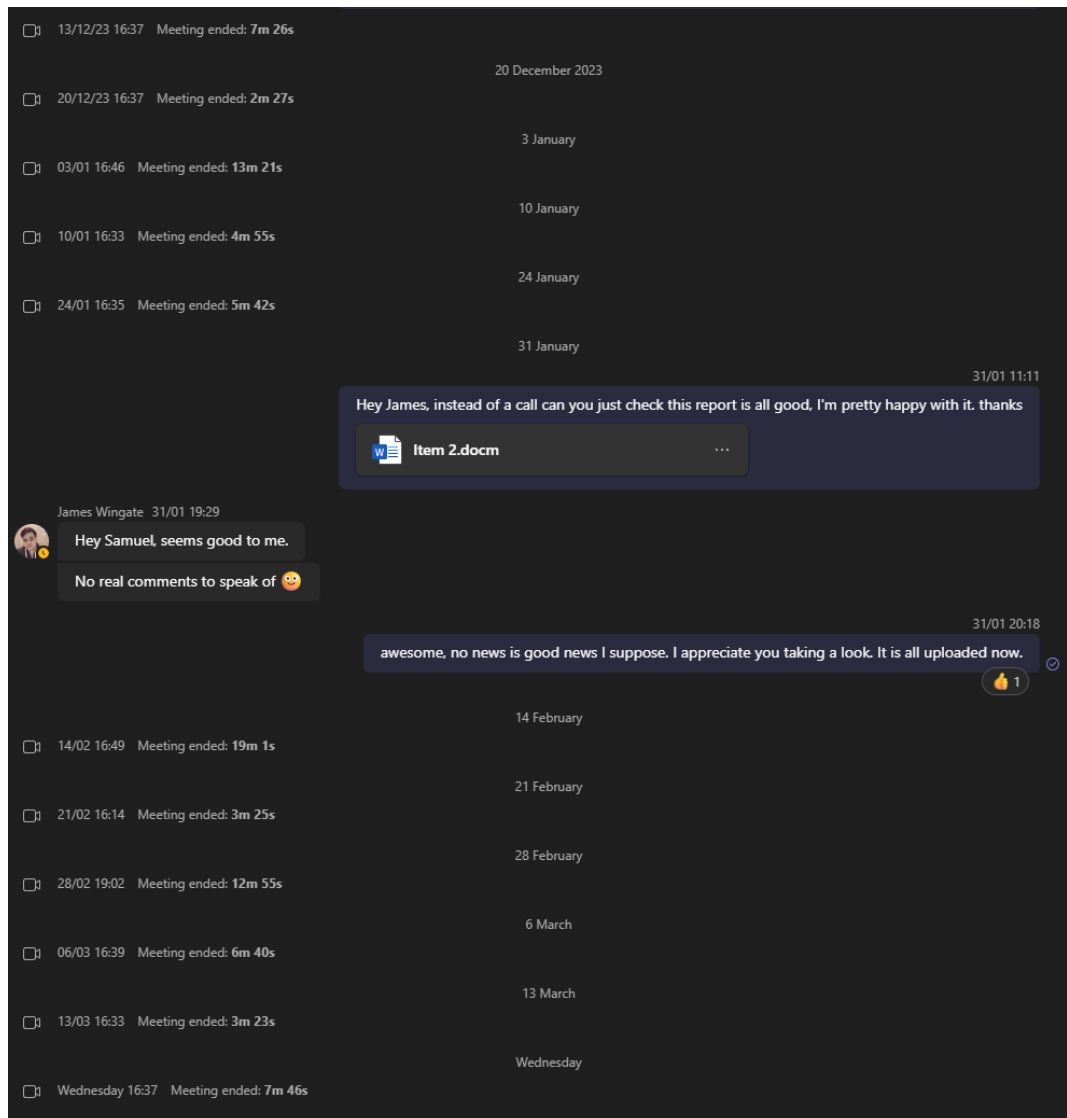 13/12/23 16:37 Meeting ended: 7m 26s
20 December 2023
20/12/23 16:37 Meeting ended: 2m 27s
3 January
03/01 16:46 Meeting ended: 13m 21s
10 January
10/01 16:33 Meeting ended: 4m 55s
24 January
24/01 16:35 Meeting ended: 5m 42s
31 January
31/01 11:11
Hey James, instead of a call can you just check this report is all good, I'm pretty happy with it. thanks
W Item 2.docm ...
James Wingate 31/01 19:29
Hey Samuel, seems good to me.
No real comments to speak of
31/01 20:18
awesome, no news is good news I suppose. I appreciate you taking a look. It is all uploaded now.
1
14 February
14/02 16:49 Meeting ended: 19m 1s
21 February
21/02 16:14 Meeting ended: 3m 25s
28 February
28/02 19:02 Meeting ended: 12m 55s
6 March
06/03 16:39 Meeting ended: 6m 40s
13 March
13/03 16:33 Meeting ended: 3m 23s
Wednesday
Wednesday 16:37 Meeting ended: 7m 46s